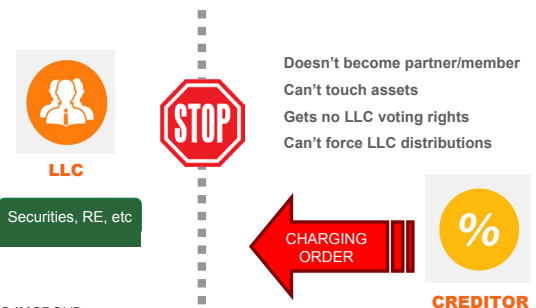 Doesn't become partner/member
Can't touch assets
Gets no LLC voting rights
Can't force LLC distributions
STOP
LLC
Securities, RE, etc
CHARGING
ORDER
%
CREDITOR